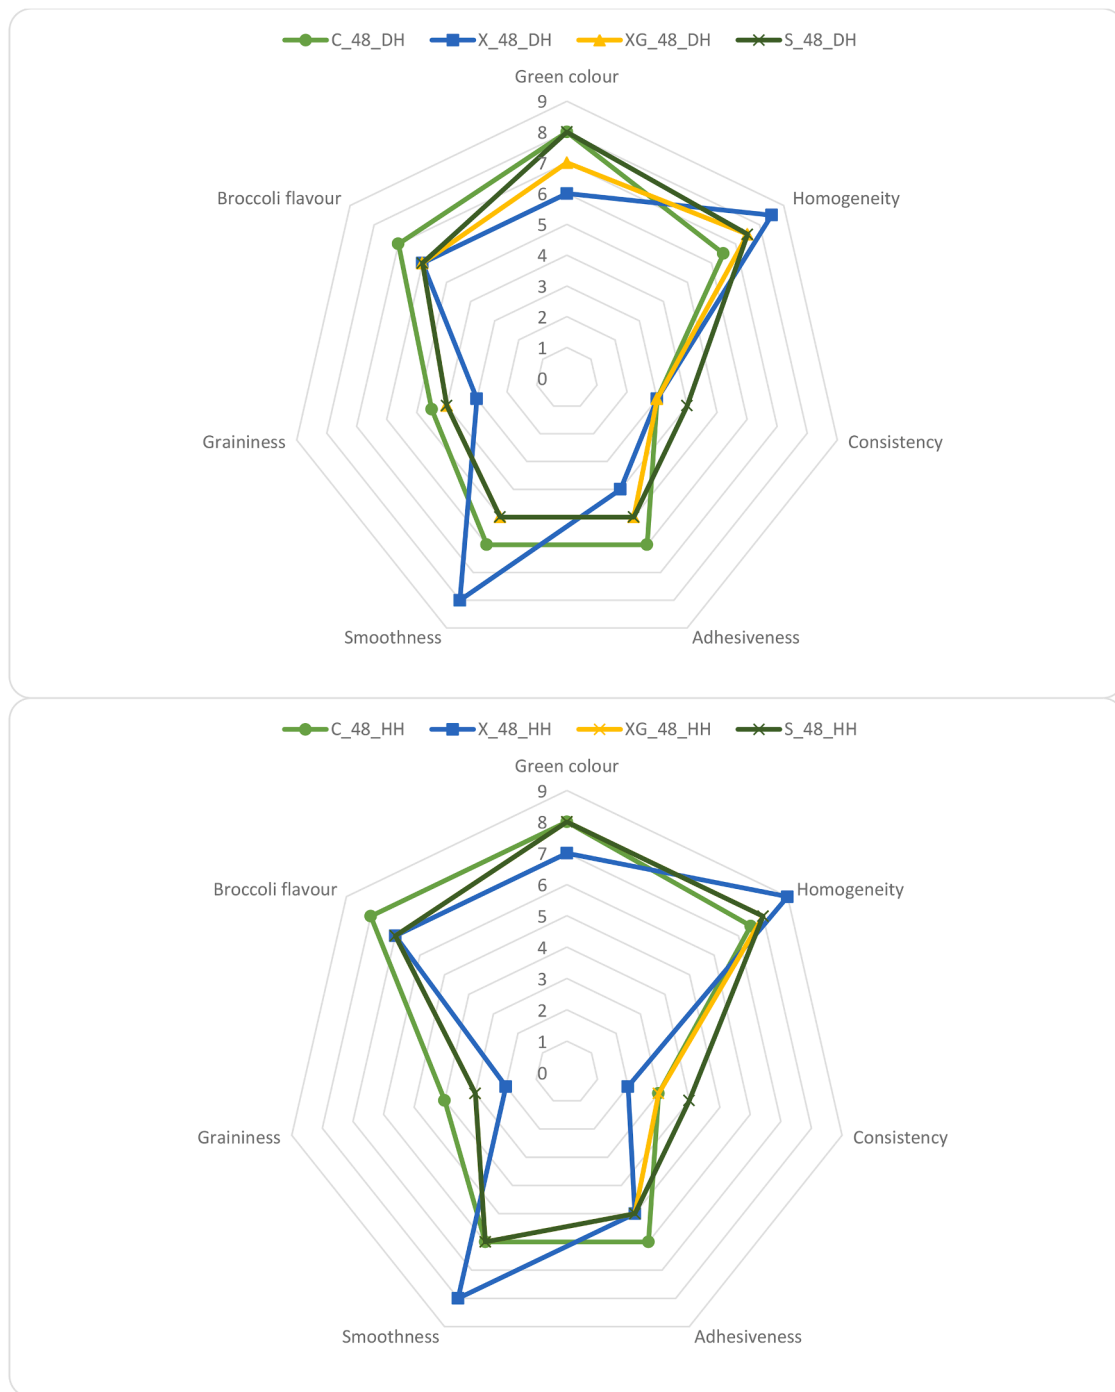 C_48_DH X_48_DH XG_48_DH S_48_DH
Green colour
9
8
7
6
5
4
3
2
1
0
Homogeneity
Consistency
Adhesiveness
Smoothness
Graininess
Broccoli flavour
C_48_HH X_48_HH XG_48_HH S_48_HH
Green colour
9
8
7
6
5
4
3
2
1
0
Homogeneity
Consistency
Adhesiveness
Smoothness
Graininess
Broccoli flavour